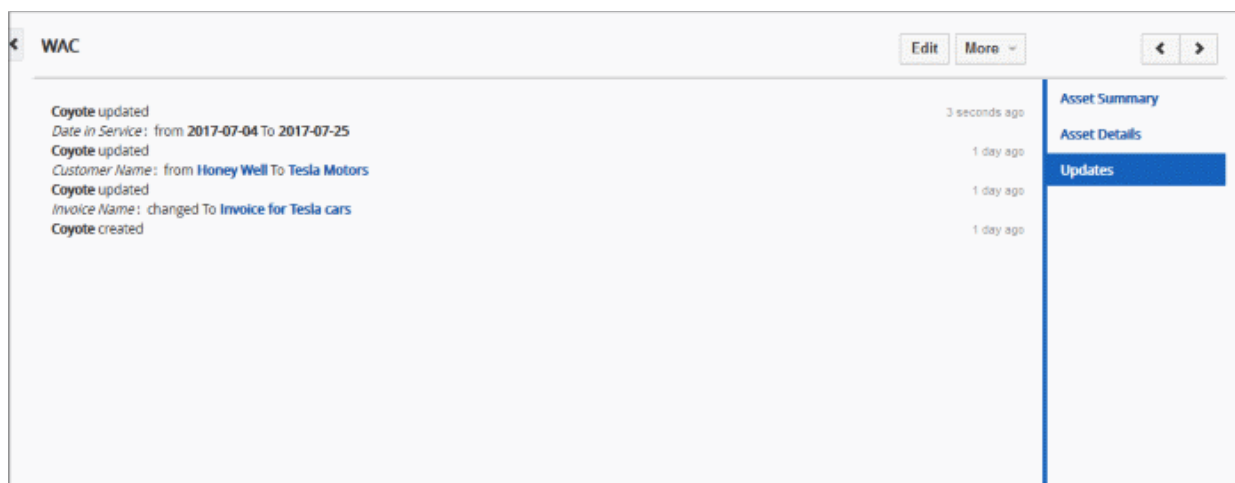 WAC
Edit
More
Coyote updated 3 seconds ago
Date in Service : from 2017-07-04 To 2017-07-25
Coyote updated 1 day ago
Customer Name : from Honey Well To Tesla Motors
Coyote updated 1 day ago
Invoice Name : changed To Invoice for Tesla cars
Coyote created 1 day ago
Asset Summary
Asset Details
Updates